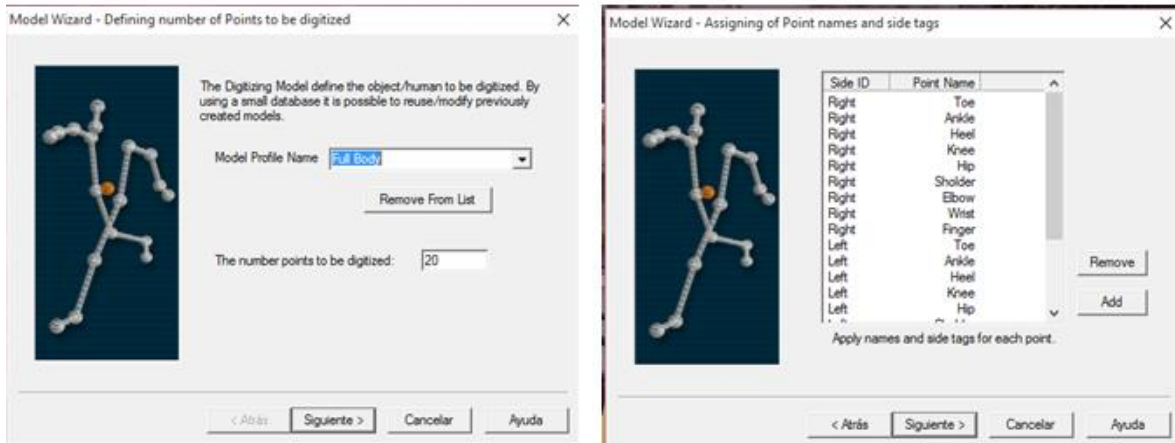 Model Wizard - Defining number of Points to be digitized
The Digitizing Model define the object/human to be digitized. By
using a small database it is possible to reuse/modify previously
created models.
Model Profile Name Full Body
Remove From List
The number points to be digitized: 20
< Atrás Siguiente > Cancelar Ayuda
Model Wizard - Assigning of Point names and side tags
Side ID Point Name
Right Toe
Right Ankle
Right Heel
Right Knee
Right Hip
Right Sholder
Right Elbow
Right Wrist
Right Finger
Left Toe
Left Ankle
Left Heel
Left Knee
Left Hip
Remove
Add
Apply names and side tags for each point.
< Atrás Siguiente > Cancelar Ayuda